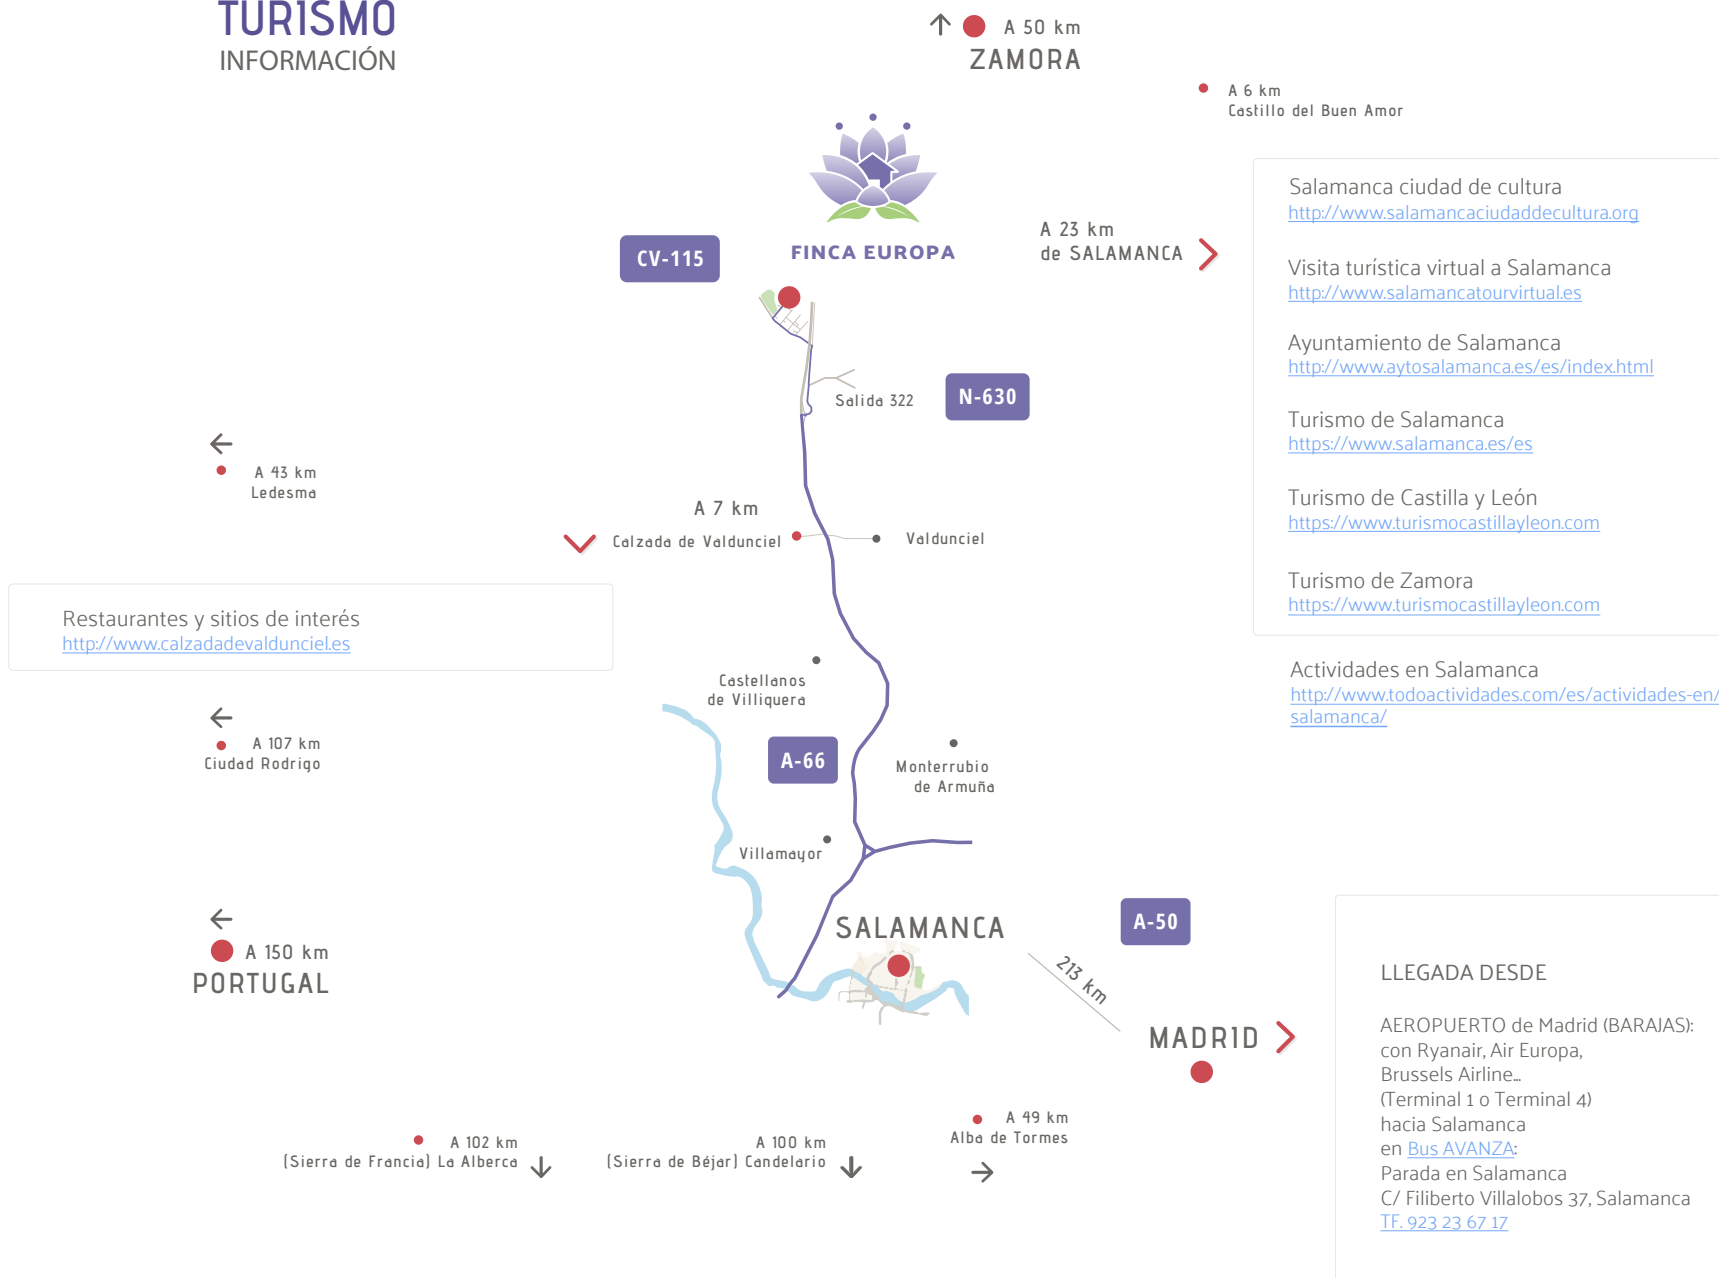 TURISMO
INFORMACIÓN
A 50 km
ZAMORA
A 6 km
Castillo del Buen Amor
FINCA EUROPA
CV-115
A 23 km
de SALAMANCA
Salamanca ciudad de cultura
http://www.salamancaciudaddecultura.org
Visita turística virtual a Salamanca
http://www.salamancatourvirtual.es
Ayuntamiento de Salamanca
http://www.aytosalamanca.es/es/index.html
Turismo de Salamanca
https://www.salamanca.es/es
Turismo de Castilla y León
https://www.turismocastillayleon.com
Turismo de Zamora
https://www.turismocastillayleon.com
Actividades en Salamanca
http://www.todoactividades.com/es/actividades-en/
salamanca/
Salida 322
N-630
A 43 km
Ledesma
A 7 km
Calzada de Valdunciel
Valdunciel
Restaurantes y sitios de interés
http://www.calzadadevaldunciel.es
Castellanos
de Villiquera
A 107 km
Ciudad Rodrigo
A-66
Monterrubio
de Armuña
Villamayor
SALAMANCA
A-50
A 150 km
PORTUGAL
213 km
MADRID
LLEGADA DESDE
AEROPUERTO de Madrid (BARAJAS):
con Ryanair, Air Europa,
Brussels Airline...
(Terminal 1 o Terminal 4)
hacia Salamanca
en Bus AVANZA:
Parada en Salamanca
C/ Filiberto Villalobos 37, Salamanca
TF. 923 23 67 17
A 102 km
(Sierra de Francia) La Alberca
A 100 km
(Sierra de Béjar) Candelario
A 49 km
Alba de Tormes